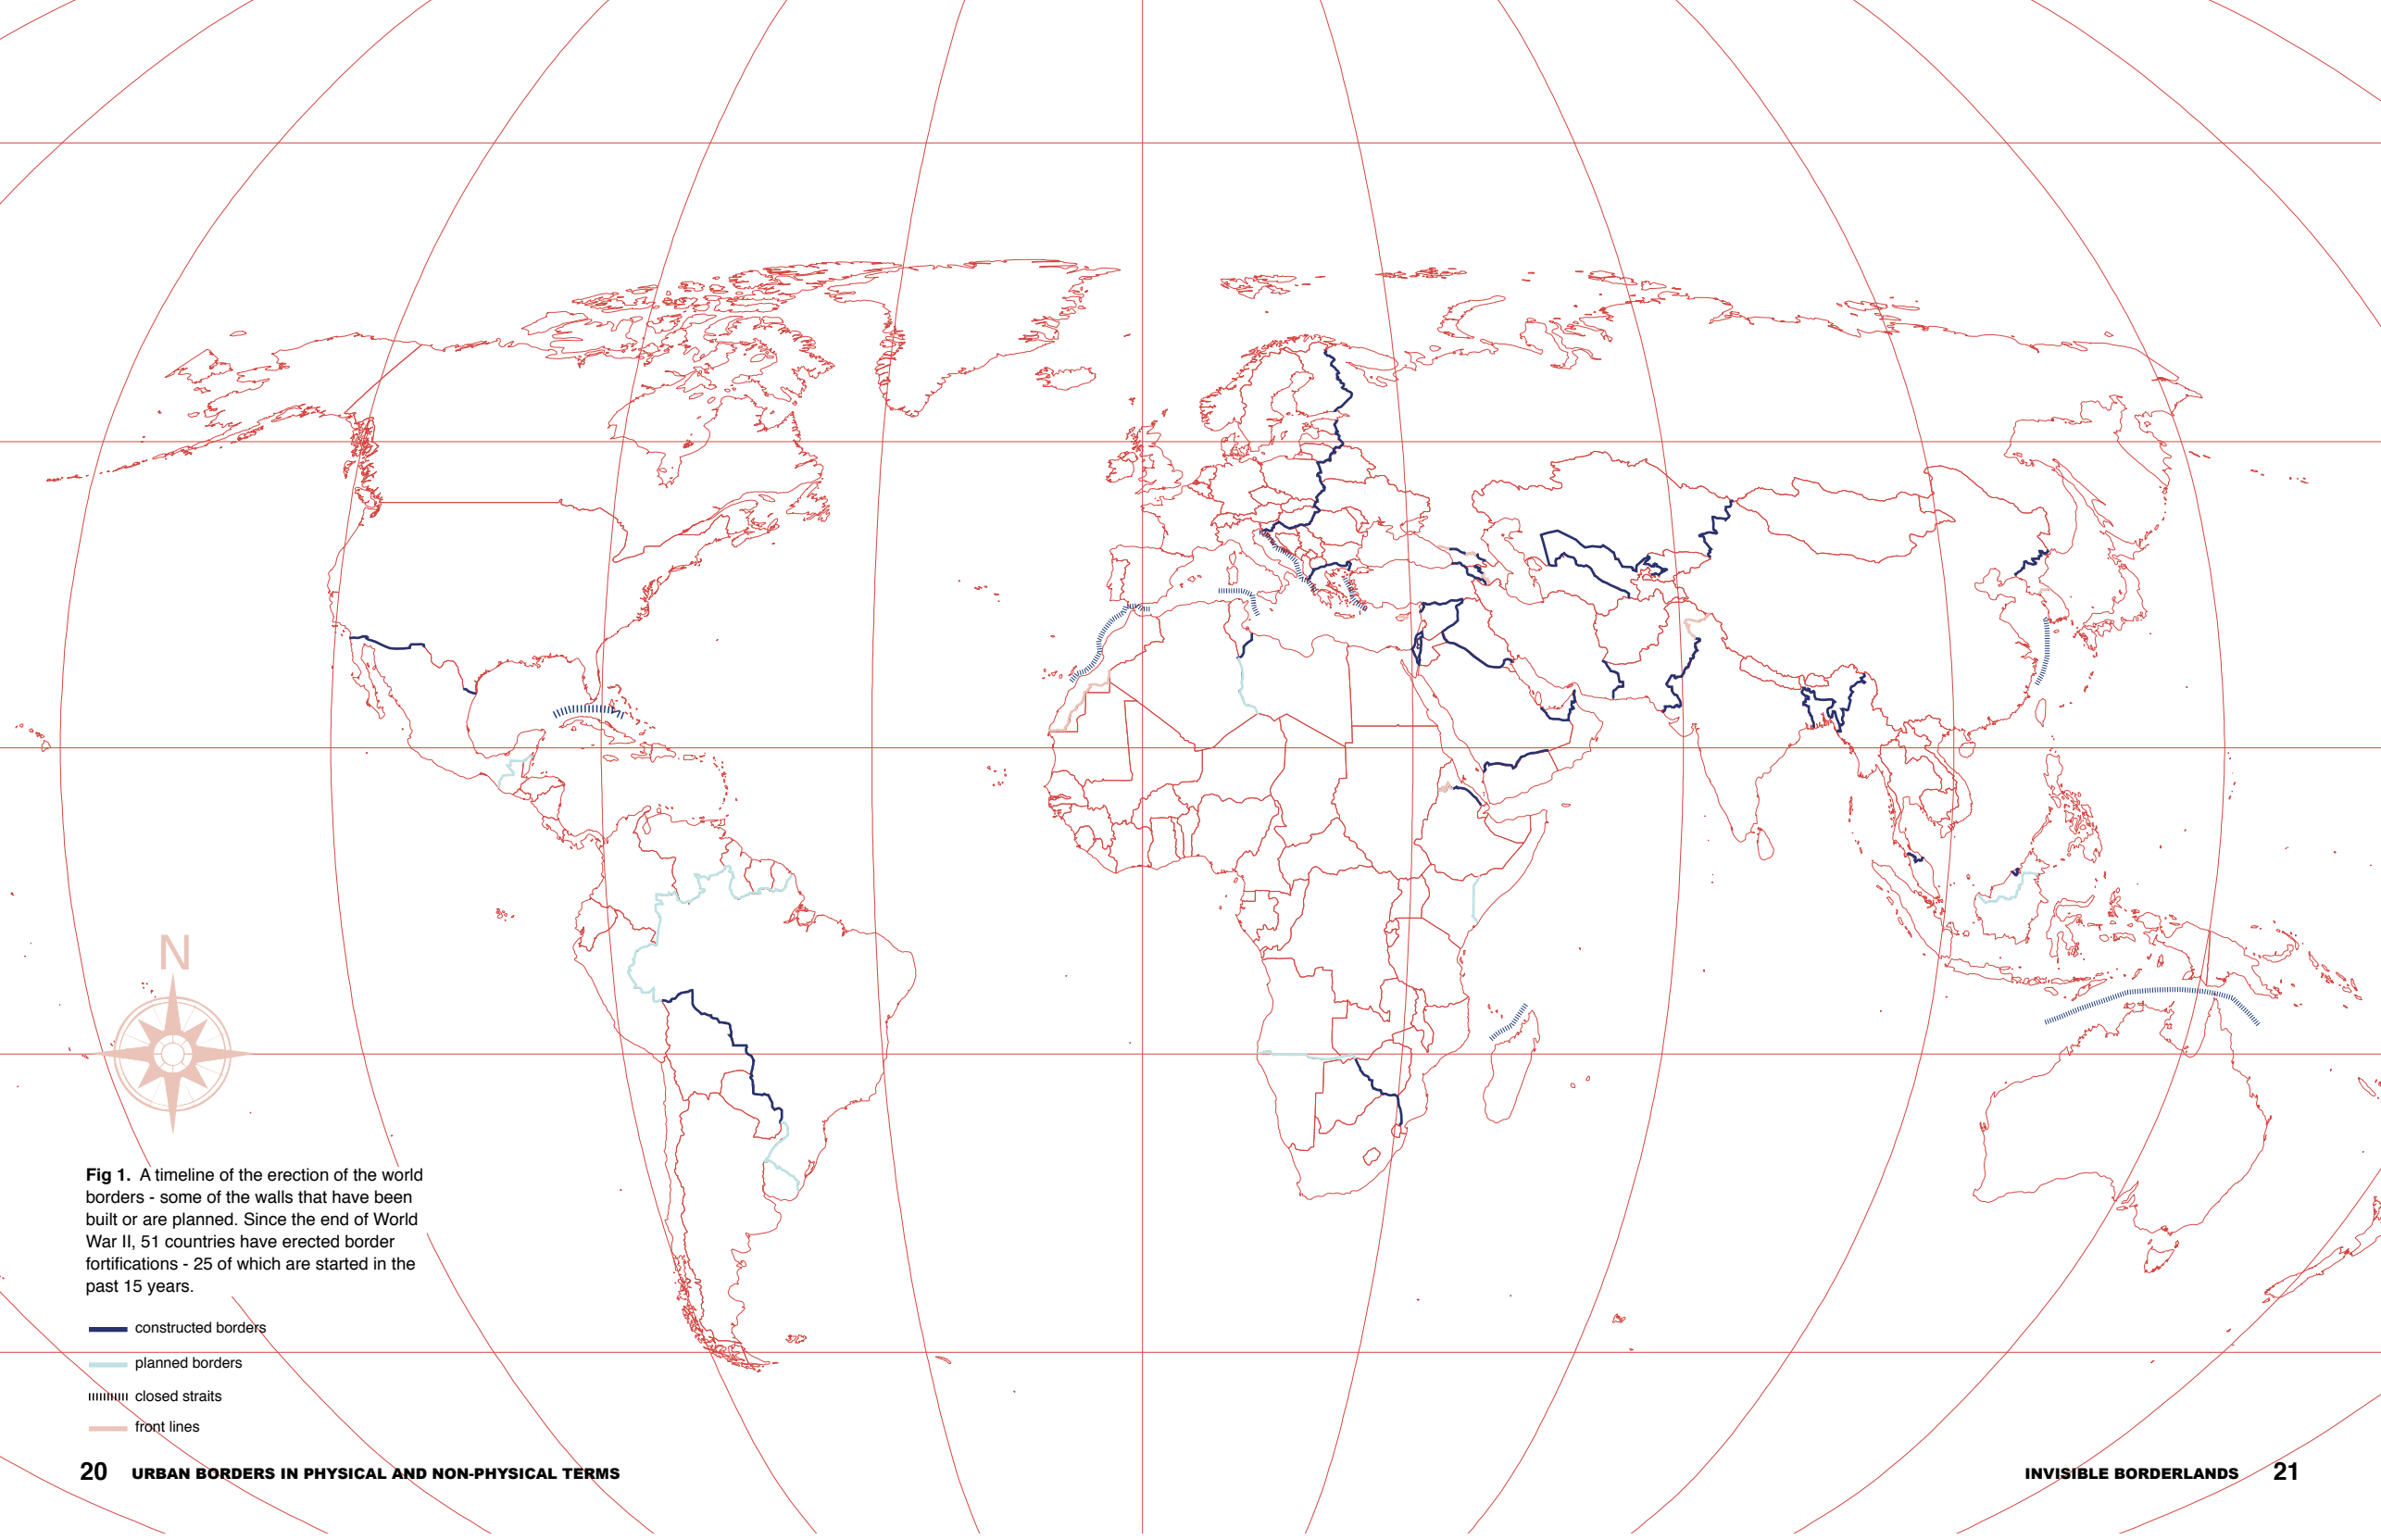 N
Fig 1. A timeline of the erection of the world
borders - some of the walls that have been
built or are planned. Since the end of World
War II, 51 countries have erected border
fortifications - 25 of which are started in the
past 15 years.
constructed borders
planned borders
closed straits
front lines
20 URBAN BORDERS IN PHYSICAL AND NON-PHYSICAL TERMS
INVISIBLE BORDERLANDS 21